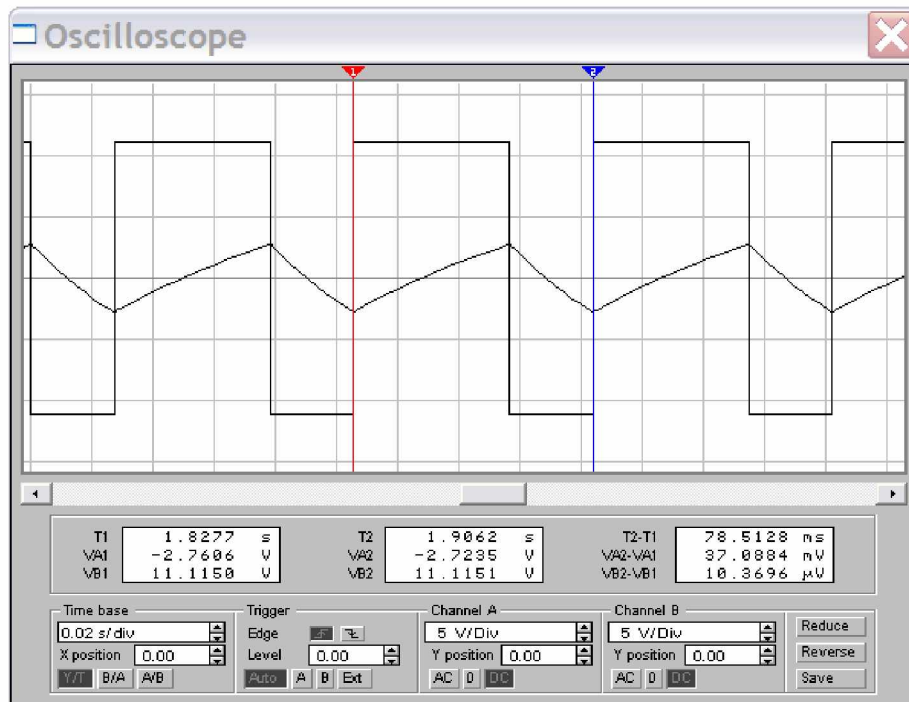 Oscilloscope
1 2
T1 1.8277 s T2 1.9062 s T2-T1 78.5128 ms
VA1 -2.7606 V VA2 -2.7235 V VA2-VA1 37.0884 mV
VB1 11.1150 V VB2 11.1151 V VB2-VB1 10.3696 μV
Time base Trigger Channel A Channel B
0.02 s/div Edge 5 V/Div 5 V/Div Reduce
X position 0.00 Level 0.00 Y position 0.00 Y position 0.00 Reverse
Y/T B/A A/B Auto A B Ext AC 0 DC AC 0 DC Save